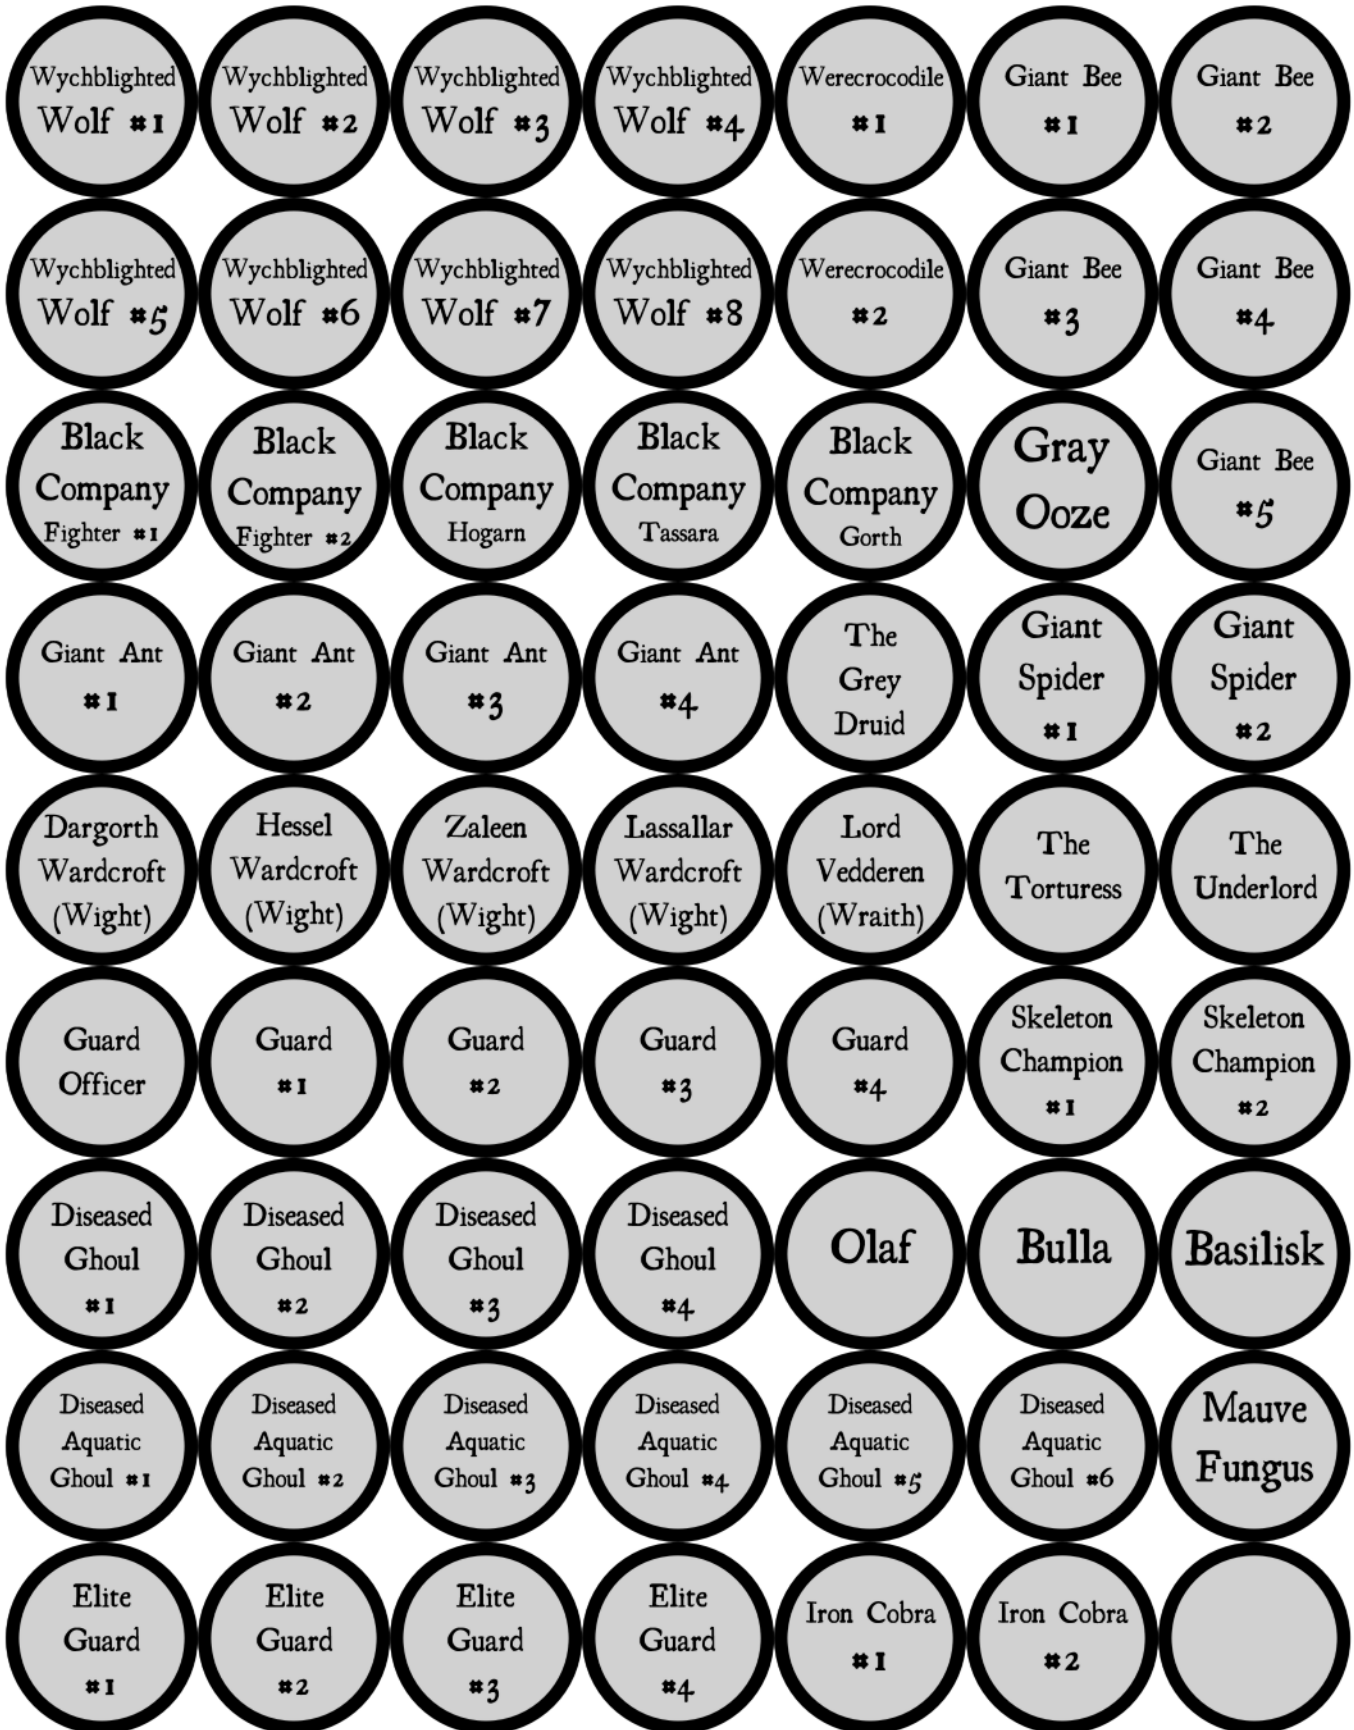 Wychblighted
Wolf #1
Wychblighted
Wolf #2
Wychblighted
Wolf #3
Wychblighted
Wolf #4
Werecrocodile
#1
Giant Bee
#1
Giant Bee
#2
Wychblighted
Wolf #5
Wychblighted
Wolf #6
Wychblighted
Wolf #7
Wychblighted
Wolf #8
Werecrocodile
#2
Giant Bee
#3
Giant Bee
#4
Black
Company
Fighter #1
Black
Company
Fighter #2
Black
Company
Hogarn
Black
Company
Tassara
Black
Company
Gorth
Gray
Ooze
Giant Bee
#5
Giant Ant
#1
Giant Ant
#2
Giant Ant
#3
Giant Ant
#4
The
Grey
Druid
Giant
Spider
#1
Giant
Spider
#2
Dargorth
Wardcroft
(Wight)
Hessel
Wardcroft
(Wight)
Zaleen
Wardcroft
(Wight)
Lassallar
Wardcroft
(Wight)
Lord
Vedderen
(Wraith)
The
Torturess
The
Underlord
Guard
Officer
Guard
#1
Guard
#2
Guard
#3
Guard
#4
Skeleton
Champion
#1
Skeleton
Champion
#2
Diseased
Ghoul
#1
Diseased
Ghoul
#2
Diseased
Ghoul
#3
Diseased
Ghoul
#4
Olaf
Bulla
Basilisk
Diseased
Aquatic
Ghoul #1
Diseased
Aquatic
Ghoul #2
Diseased
Aquatic
Ghoul #3
Diseased
Aquatic
Ghoul #4
Diseased
Aquatic
Ghoul #5
Diseased
Aquatic
Ghoul #6
Mauve
Fungus
Elite
Guard
#1
Elite
Guard
#2
Elite
Guard
#3
Elite
Guard
#4
Iron Cobra
#1
Iron Cobra
#2